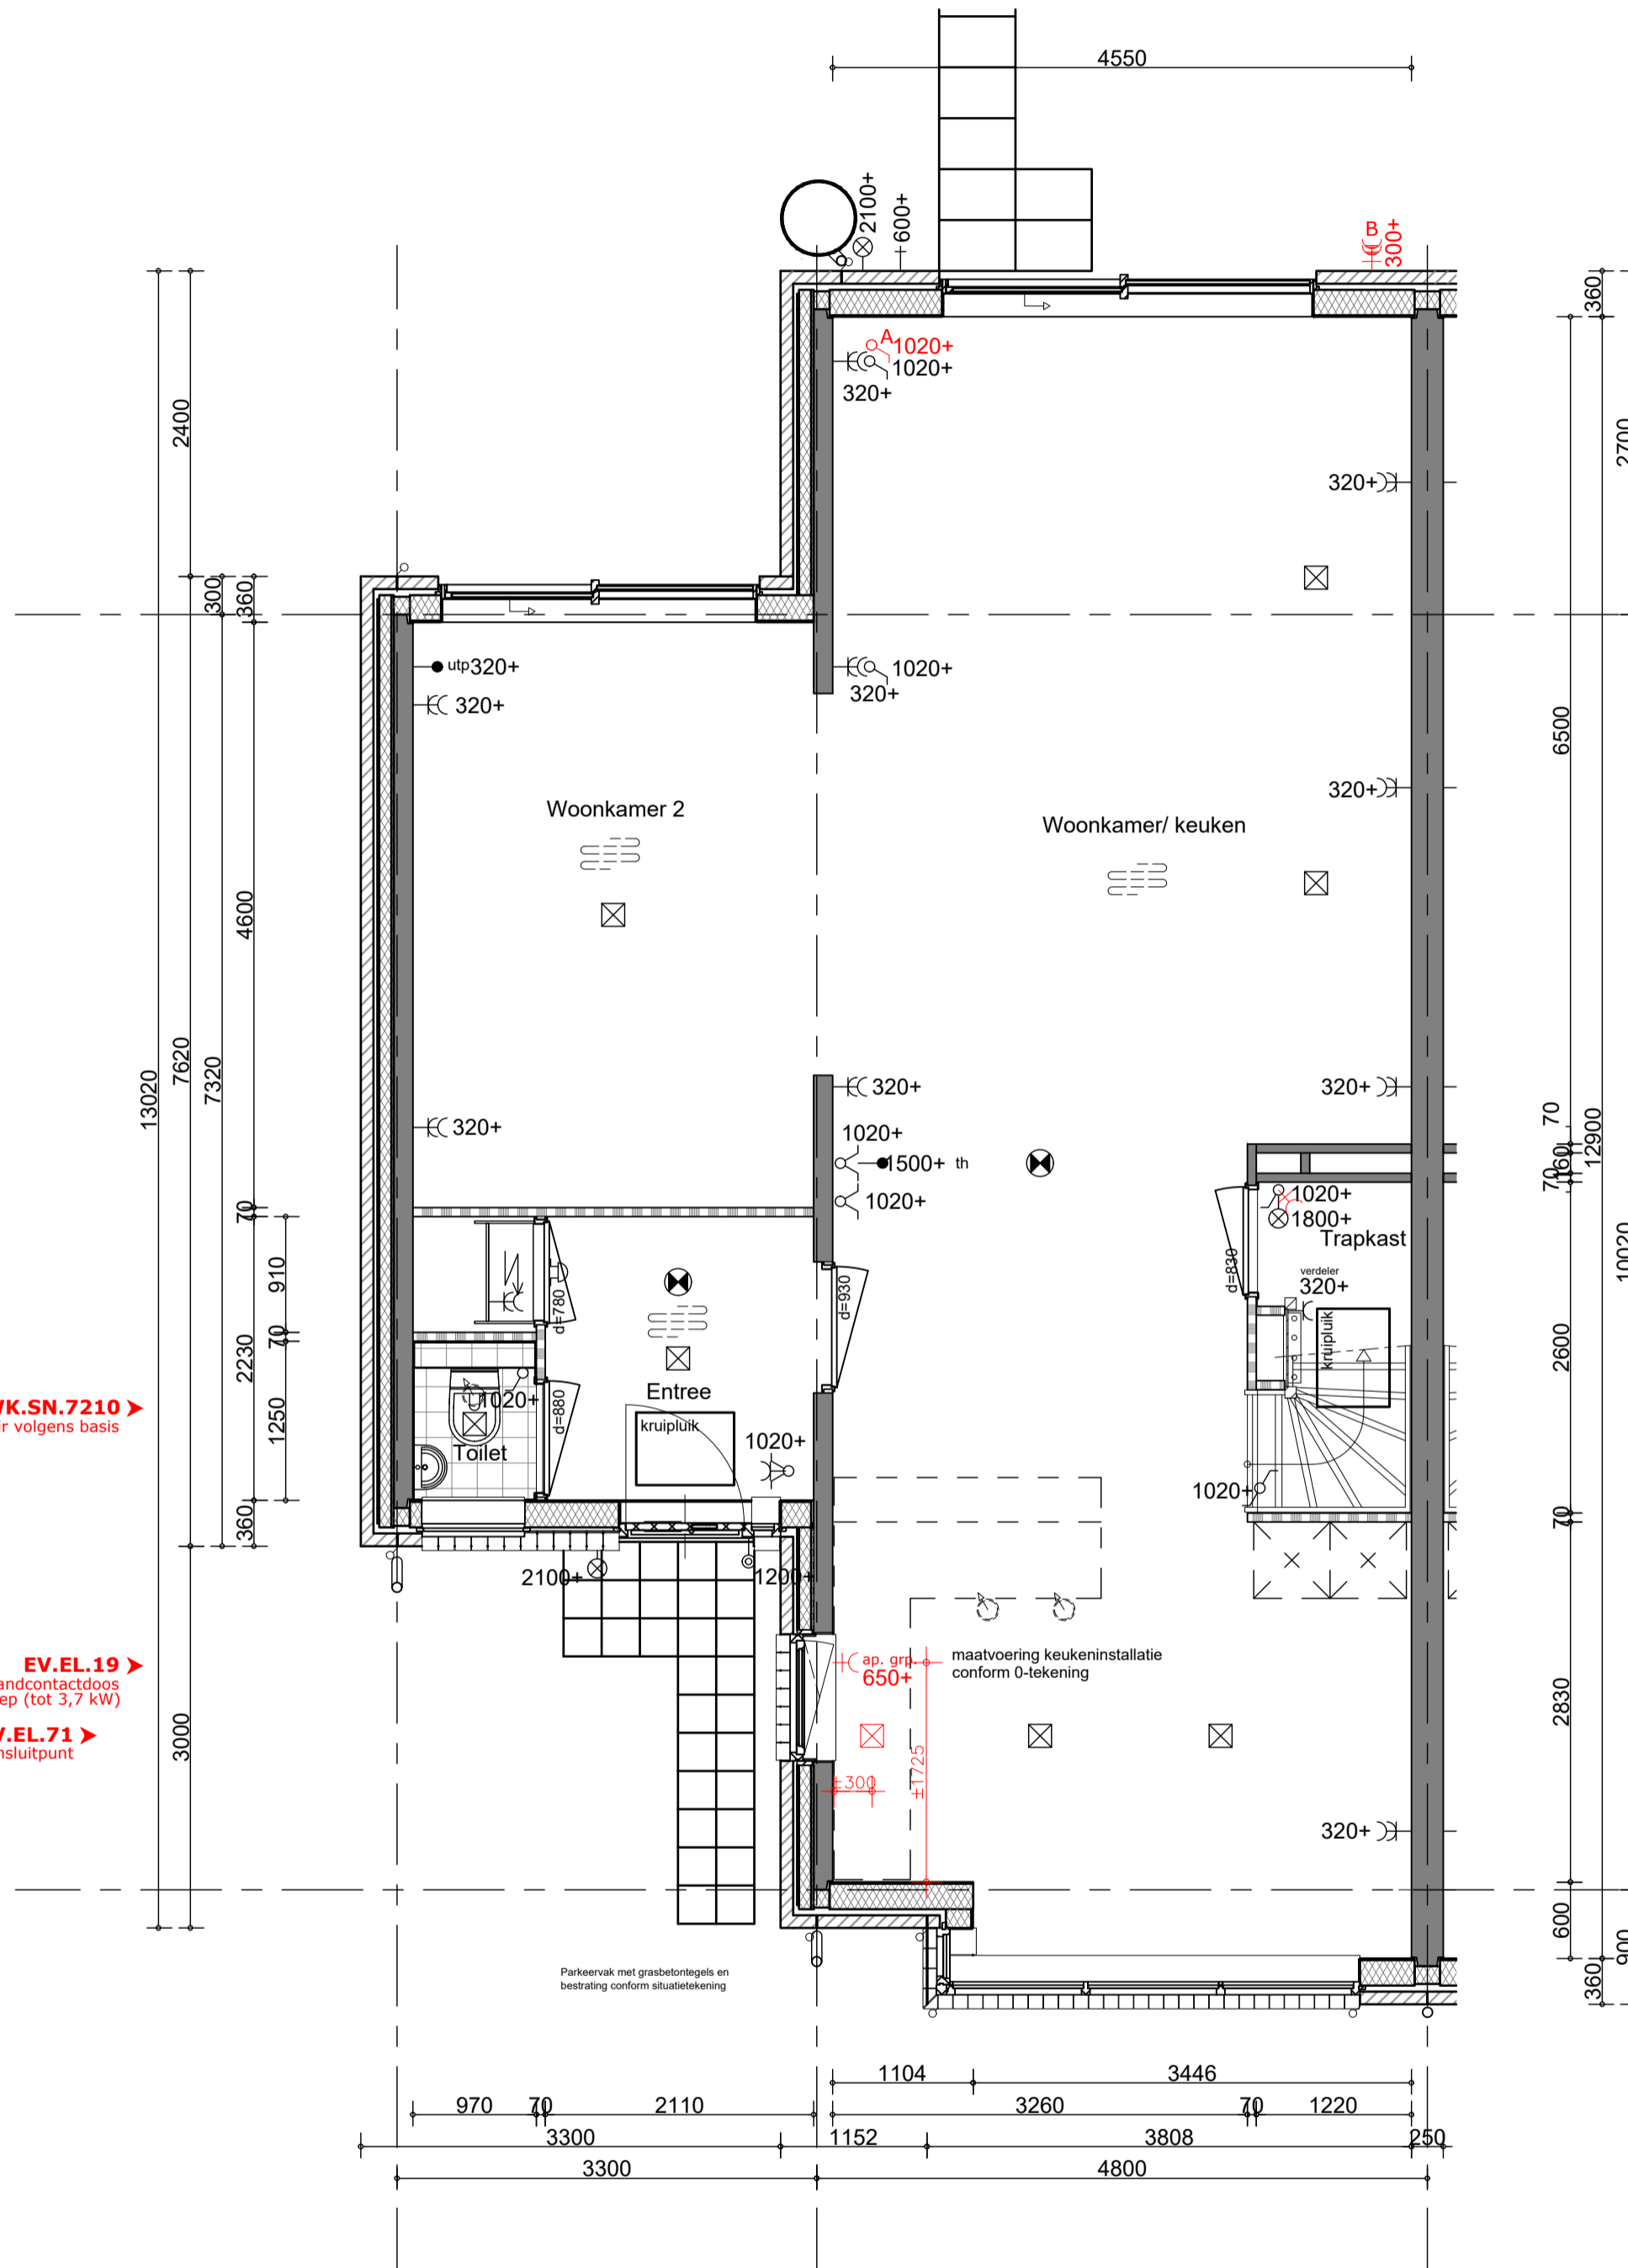 4550
2100+
600+
B
300+
360
A
1020+
1020+
320+
2400
2700
320+
300
360
utp 320+
320+
1020+
320+
6500
320+
Woonkamer 2
Woonkamer/ keuken
4600
13020
7620
7320
320+
320+
320+
1020+
1500+ th
1020+
70
160
70
12900
1020+
1800+
Trapkast
verdeler
320+
d=830
kruipluik
10020
70
910
70
2230
1250
360
d=780
d=930
d=880
2600
Entree
kruipluik
1020+
Toilet
1020+
1020+
VK.SN.7210
r volgens basis
70
2100+
1200+
EV.EL.19
andcontactdoos
ep (tot 3,7 kW)
V.EL.71
nsluitpunt
ap. grp.
650+
maatvoering keukeninstallatie
conform 0-tekening
2830
3000
±300
±1725
320+
600
900
360
Parkeervak met grasbetontegels en
bestrating conform situatietekening
1104
3446
970
70
2110
3260
70
1220
3300
1152
3808
250
3300
4800